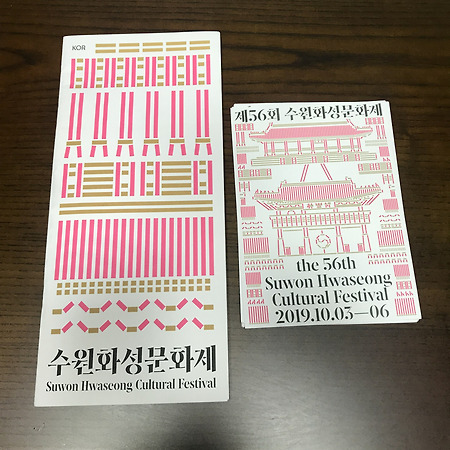 KOR
수원화성문화제
Suwon Hwaseong Cultural Festival
제56회 수원화성문화제
the 56th
Suwon Hwaseong
Cultural Festival
2019.10.03—06